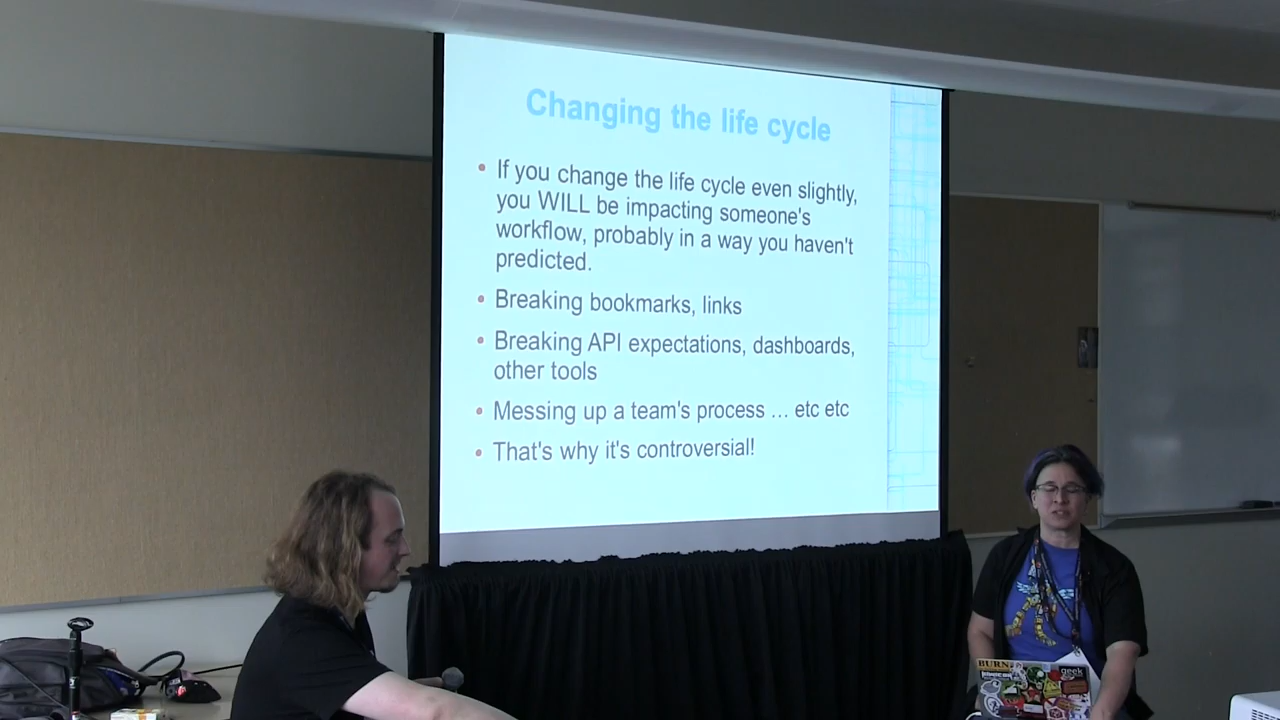 Changing the life cycle
• If you change the life cycle even slightly,
you WILL be impacting someone's
workflow, probably in a way you haven't
predicted.
• Breaking bookmarks, links
• Breaking API expectations, dashboards,
other tools
• Messing up a team's process ... etc etc
• That's why it's controversial!
BURN
geek